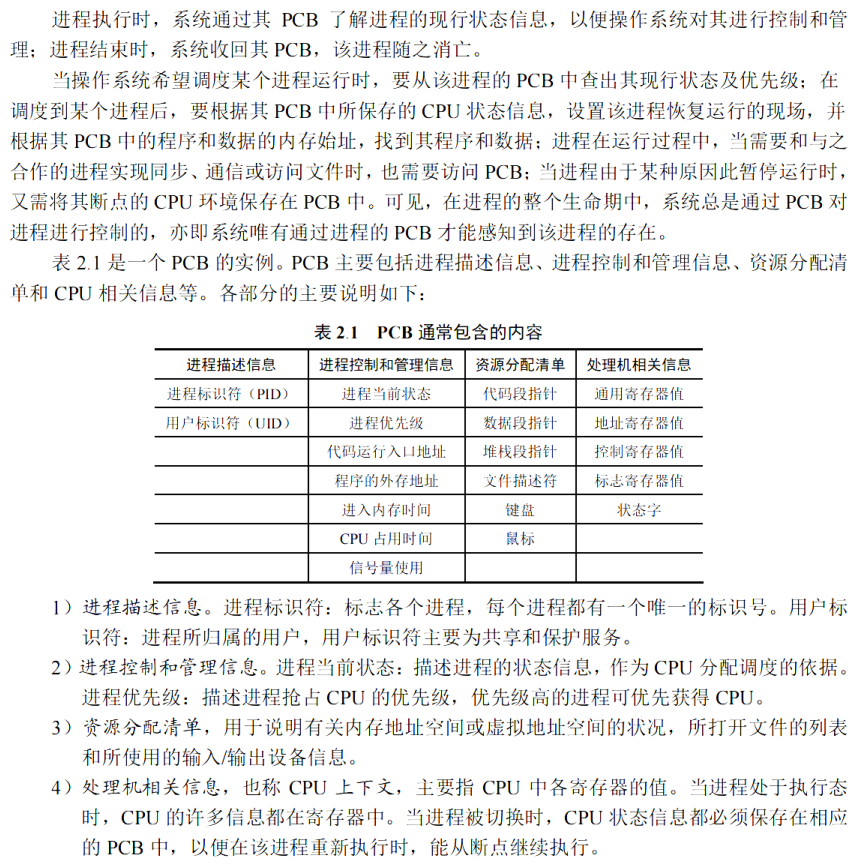 进程执行时，系统通过其 PCB 了解进程的现行状态信息，以便操作系统对其进行控制和管
理；进程结束时，系统收回其 PCB，该进程随之消亡。
当操作系统希望调度某个进程运行时，要从该进程的 PCB 中查出其现行状态及优先级；在
调度到某个进程后，要根据其 PCB 中所保存的 CPU 状态信息，设置该进程恢复运行的现场，并
根据其 PCB 中的程序和数据的内存始址，找到其程序和数据；进程在运行过程中，当需要和与之
合作的进程实现同步、通信或访问文件时，也需要访问 PCB；当进程由于某种原因此暂停运行时，
又需将其断点的 CPU 环境保存在 PCB 中。可见，在进程的整个生命期中，系统总是通过 PCB 对
进程进行控制的，亦即系统唯有通过进程的 PCB 才能感知到该进程的存在。
表 2.1 是一个 PCB 的实例。PCB 主要包括进程描述信息、进程控制和管理信息、资源分配清
单和 CPU 相关信息等。各部分的主要说明如下：
表 2.1 PCB 通常包含的内容
进程描述信息 进程控制和管理信息 资源分配清单 处理机相关信息
进程标识符（PID） 进程当前状态 代码段指针 通用寄存器值
用户标识符（UID） 进程优先级 数据段指针 地址寄存器值
代码运行入口地址 堆栈段指针 控制寄存器值
程序的外存地址 文件描述符 标志寄存器值
进入内存时间 键盘 状态字
CPU 占用时间 鼠标
信号量使用
1）进程描述信息。进程标识符：标志各个进程，每个进程都有一个唯一的标识号。用户标
识符：进程所归属的用户，用户标识符主要为共享和保护服务。
2）进程控制和管理信息。进程当前状态：描述进程的状态信息，作为 CPU 分配调度的依据。
进程优先级：描述进程抢占 CPU 的优先级，优先级高的进程可优先获得 CPU。
3）资源分配清单，用于说明有关内存地址空间或虚拟地址空间的状况，所打开文件的列表
和所使用的输入/输出设备信息。
4）处理机相关信息，也称 CPU 上下文，主要指 CPU 中各寄存器的值。当进程处于执行态
时，CPU 的许多信息都在寄存器中。当进程被切换时，CPU 状态信息都必须保存在相应
的 PCB 中，以便在该进程重新执行时，能从断点继续执行。